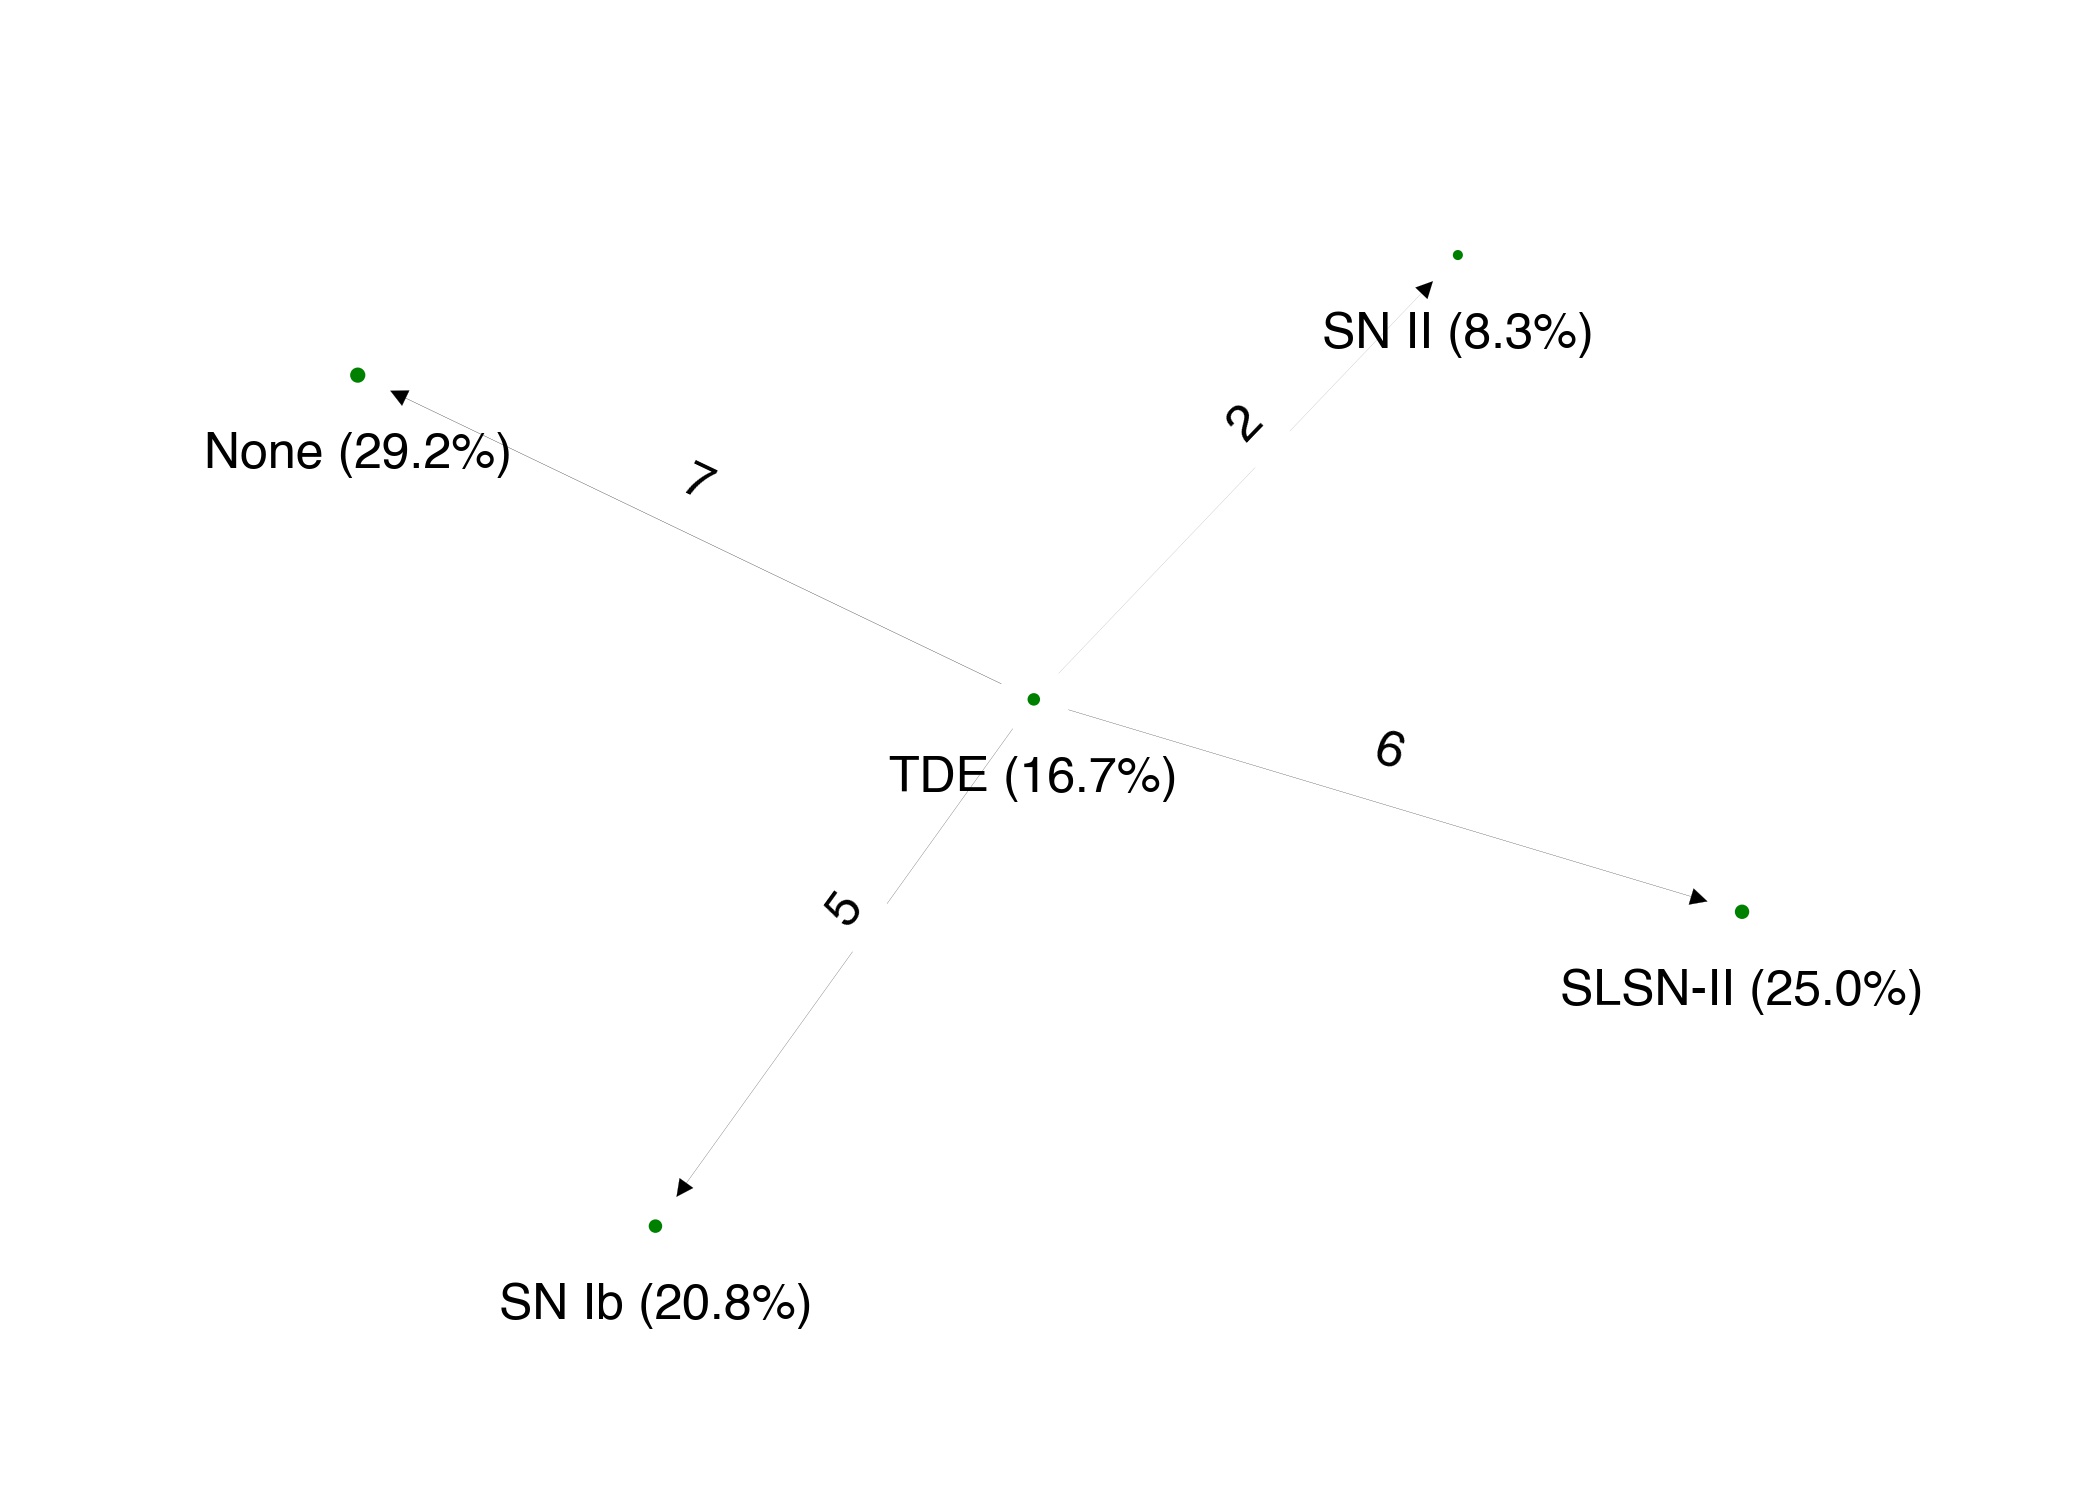 SN II (8.3%)
2
None (29.2%)
7
6
TDE (16.7%)
5
SLSN-II (25.0%)
SN Ib (20.8%)